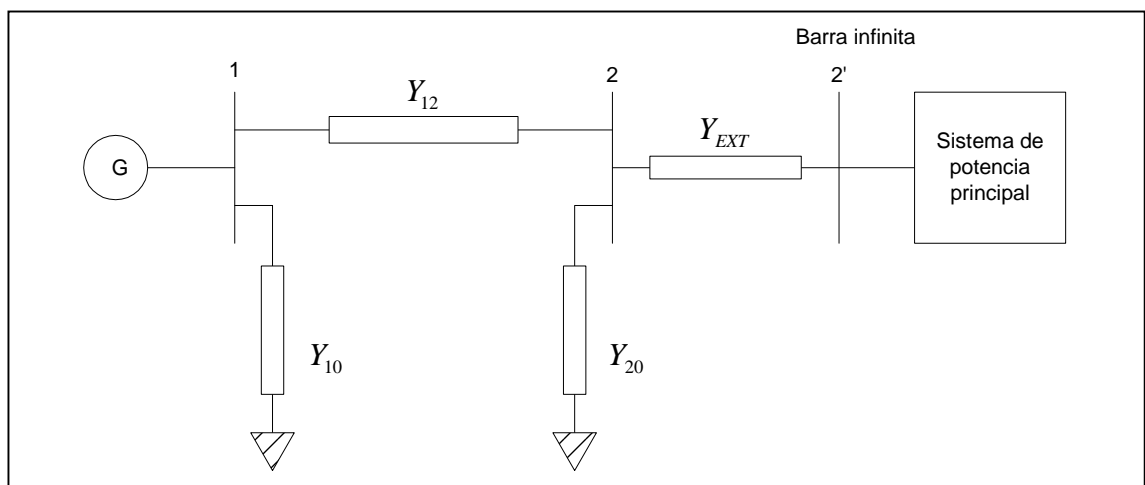 Barra infinita
1
2
2'
Y12
YEXT
G
Sistema de
potencia
principal
Y10
Y20